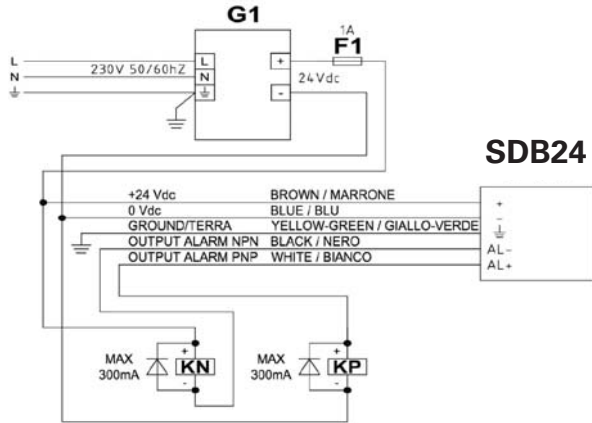 G1
1A
F1
L
L
+
N
230V 50/60hZ
N
24Vdc
-
SDB24
+24 Vdc BROWN / MARRONE +
0 Vdc BLUE / BLU -
GROUND/TERRA YELLOW-GREEN / GIALLO-VERDE
OUTPUT ALARM NPN BLACK / NERO AL-
OUTPUT ALARM PNP WHITE / BIANCO AL+
MAX
300mA
+
KN
-
MAX
300mA
+
KP
-